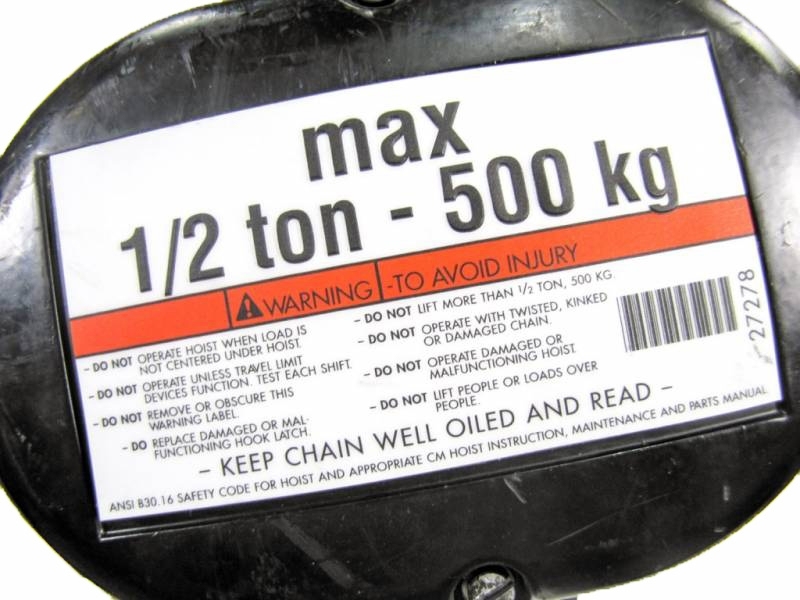 max
1/2 ton - 500 kg
WARNING -TO AVOID INJURY
- DO NOT OPERATE HOIST WHEN LOAD IS
NOT CENTERED UNDER HOIST.
- DO NOT OPERATE UNLESS TRAVEL LIMIT
DEVICES FUNCTION. TEST EACH SHIFT.
- DO NOT REMOVE OR OBSCURE THIS
WARNING LABEL.
- DO REPLACE DAMAGED OR MAL-
FUNCTIONING HOOK LATCH.
- DO NOT LIFT MORE THAN 1/2 TON, 500 KG.
- DO NOT OPERATE WITH TWISTED, KINKED
OR DAMAGED CHAIN.
- DO NOT OPERATE DAMAGED OR
MALFUNCTIONING HOIST.
- DO NOT LIFT PEOPLE OR LOADS OVER
PEOPLE.
27278
- KEEP CHAIN WELL OILED AND READ -
ANSI B30.16 SAFETY CODE FOR HOIST AND APPROPRIATE CM HOIST INSTRUCTION, MAINTENANCE AND PARTS MANUAL